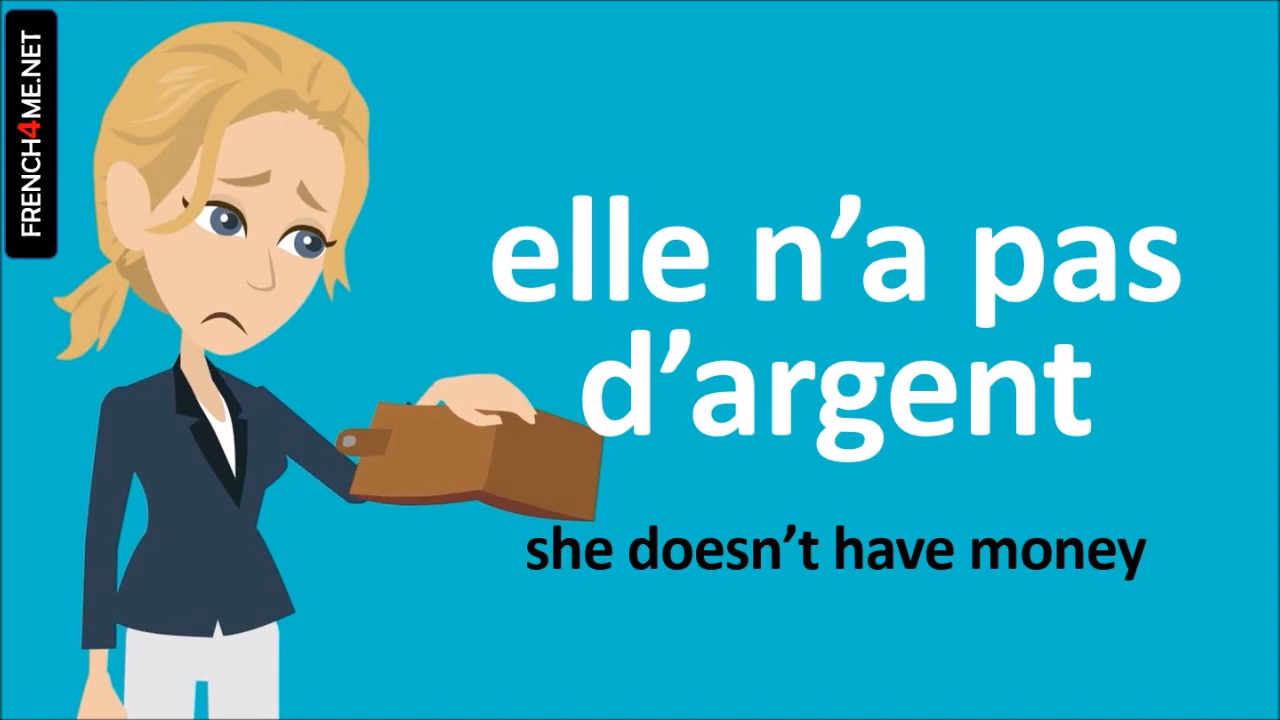 FRENCH4ME.NET
elle n’a pas
d’argent
she doesn’t have money